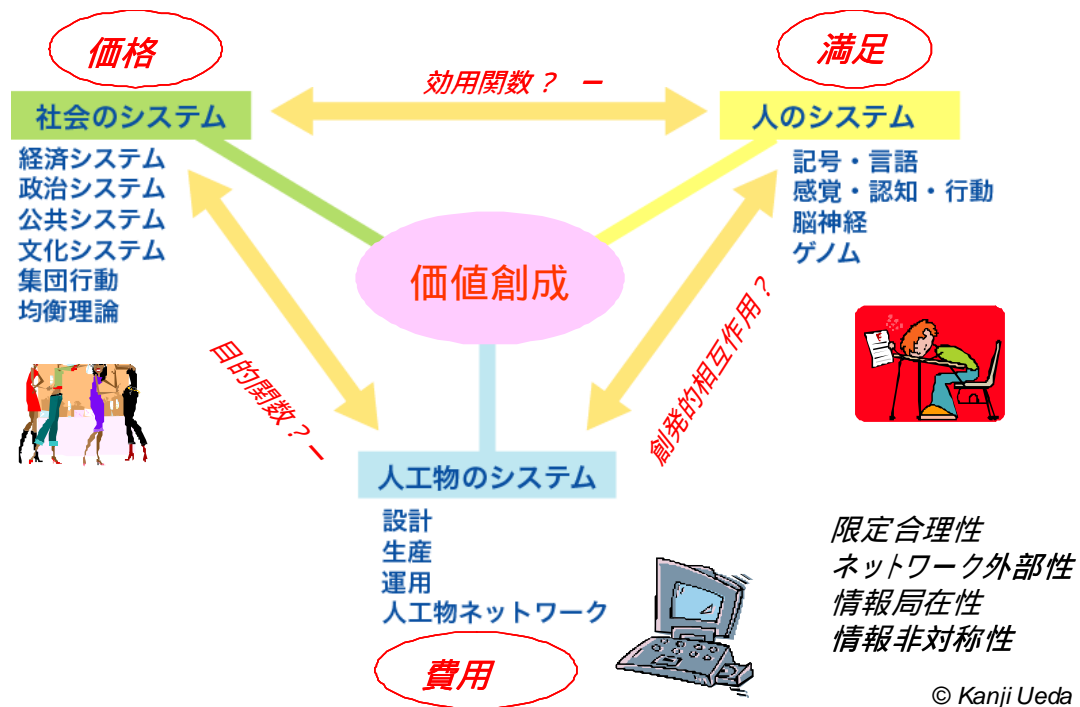 価格
満足
効用関数？ ー
社会のシステム
人のシステム
経済システム
政治システム
公共システム
文化システム
集団行動
均衡理論
記号・言語
感覚・認知・行動
脳神経
ゲノム
価値創成
目的関数？ー
創発的相互作用？
F
人工物のシステム
設計
生産
運用
人工物ネットワーク
費用
限定合理性
ネットワーク外部性
情報局在性
情報非対称性
© Kanji Ueda